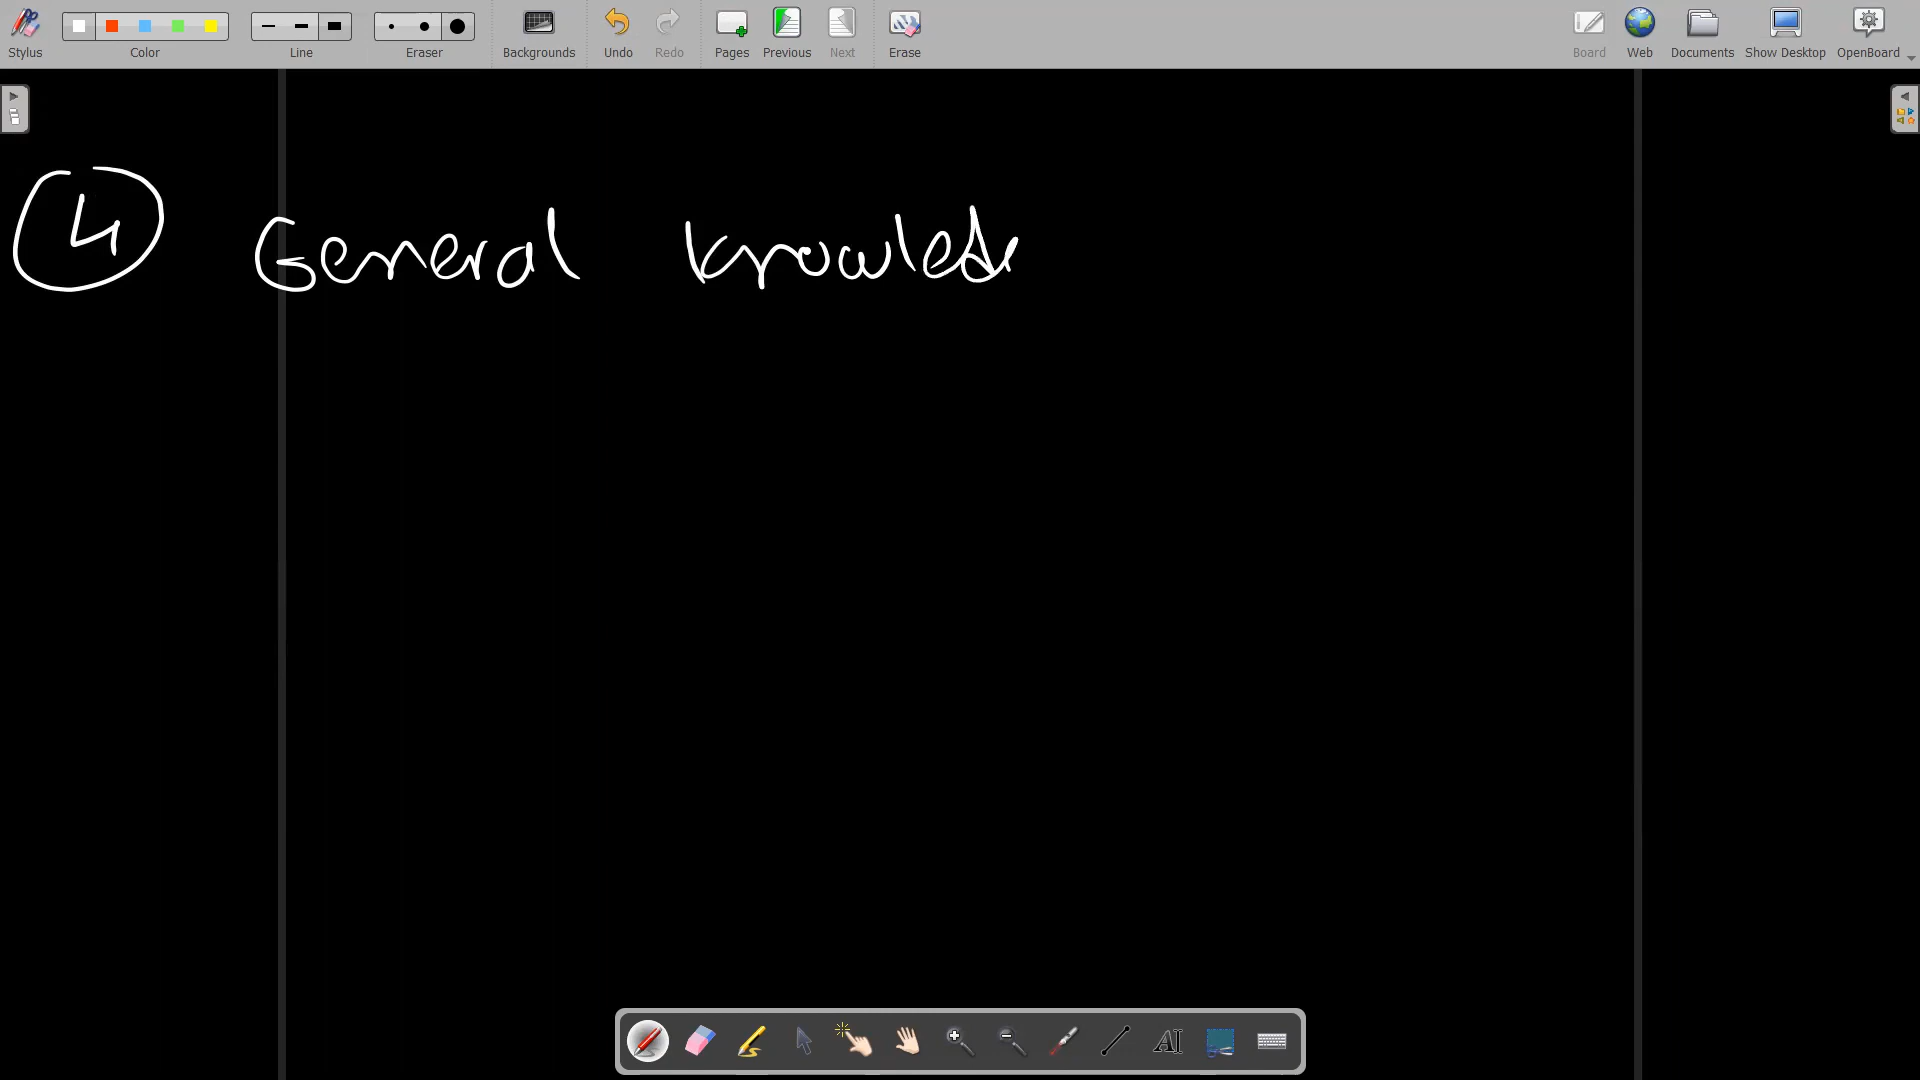 Stylus Color Line Eraser Backgrounds Undo Redo Pages Previous Next Erase Board Web Documents Show Desktop OpenBoard
4 General Knowled